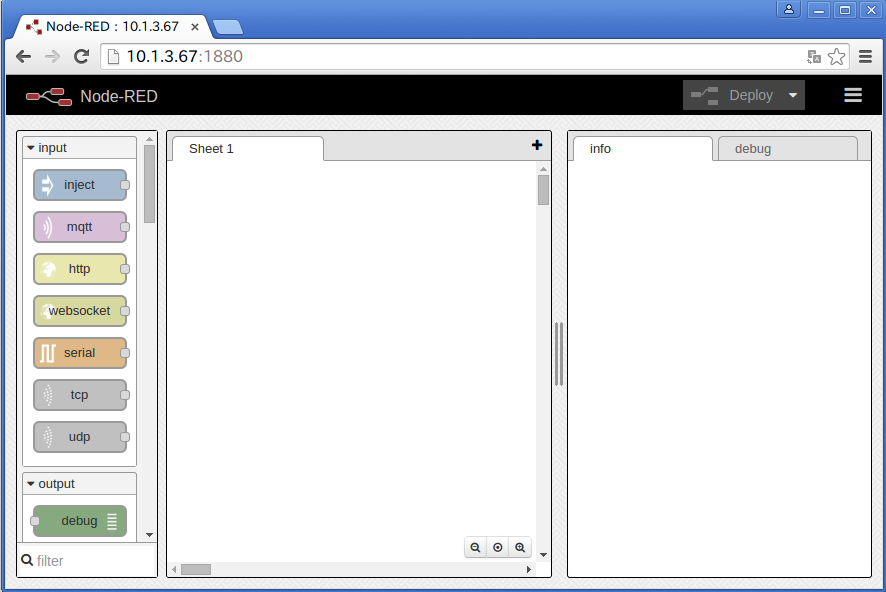 Node-RED : 10.1.3.67
10.1.3.67:1880
Node-RED
Deploy
input
inject
mqtt
http
websocket
serial
tcp
udp
output
debug
filter
Sheet 1
info
debug